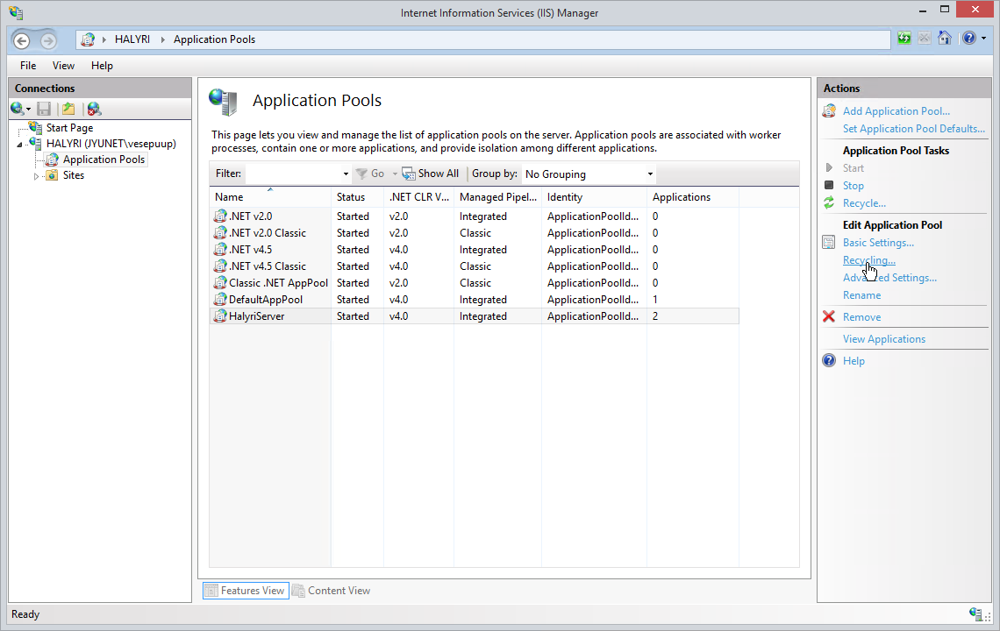 Internet Information Services (IIS) Manager
HALYRI Application Pools
File View Help
Connections
Start Page
HALYRI (JYUNET\vesepuup)
Application Pools
Sites
Application Pools
This page lets you view and manage the list of application pools on the server. Application pools are associated with worker
processes, contain one or more applications, and provide isolation among different applications.
Filter: Go Show All Group by: No Grouping
Name Status .NET CLR V... Managed Pipel... Identity Applications
.NET v2.0 Started v2.0 Integrated ApplicationPoolId... 0
.NET v2.0 Classic Started v2.0 Classic ApplicationPoolId... 0
.NET v4.5 Started v4.0 Integrated ApplicationPoolId... 0
.NET v4.5 Classic Started v4.0 Classic ApplicationPoolId... 0
Classic .NET AppPool Started v2.0 Classic ApplicationPoolId... 0
DefaultAppPool Started v4.0 Integrated ApplicationPoolId... 1
HalyriServer Started v4.0 Integrated ApplicationPoolId... 2
Features View Content View
Actions
Add Application Pool...
Set Application Pool Defaults...
Application Pool Tasks
Start
Stop
Recycle...
Edit Application Pool
Basic Settings...
Recycling...
Advanced Settings...
Rename
Remove
View Applications
Help
Ready